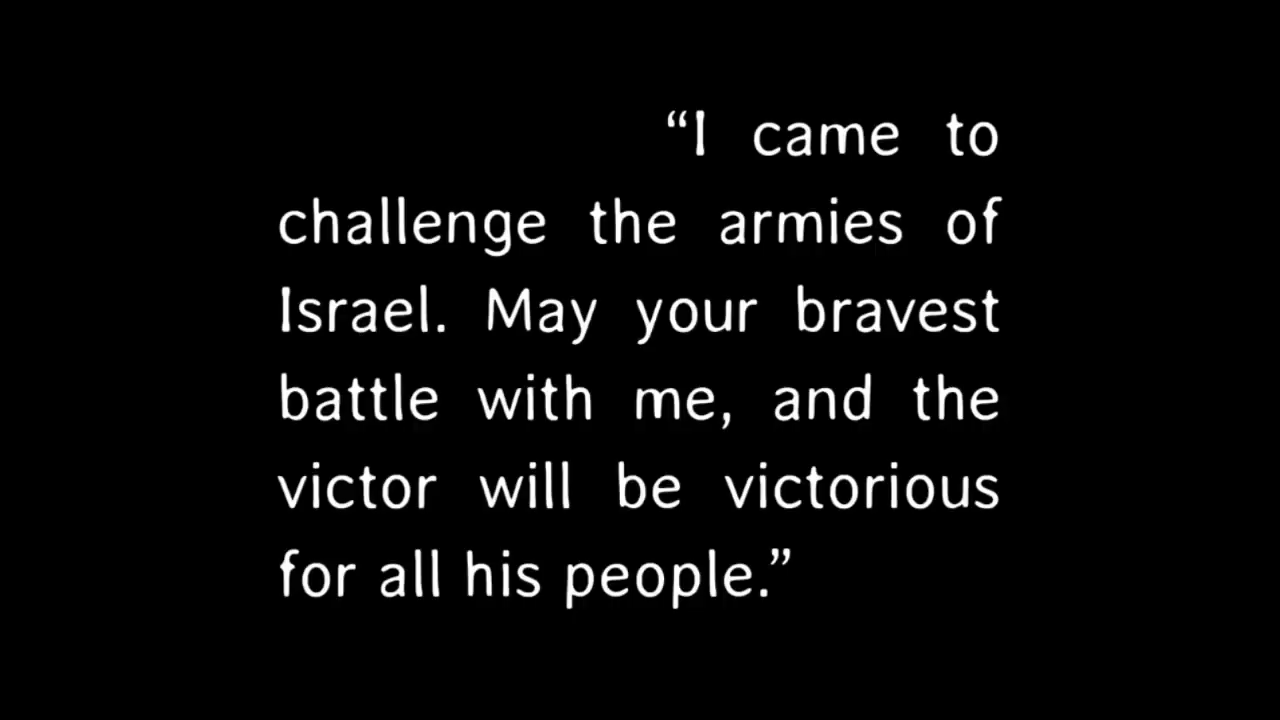 “I came to
challenge the armies of
Israel. May your bravest
battle with me, and the
victor will be victorious
for all his people.”